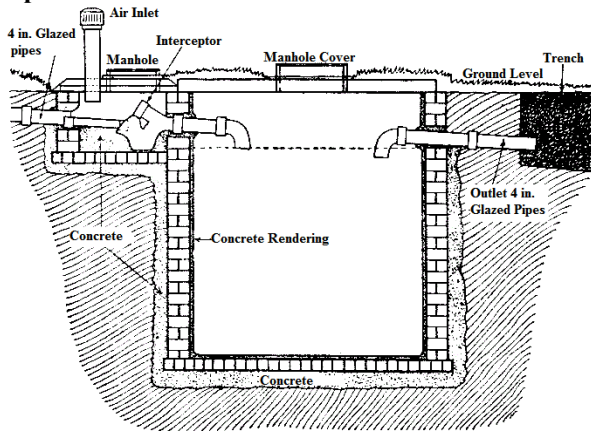 Air Inlet
4 in. Glazed
pipes
Interceptor
Manhole
Manhole Cover
Trench
Ground Level
Outlet 4 in.
Glazed Pipes
Concrete
Concrete Rendering
Concrete